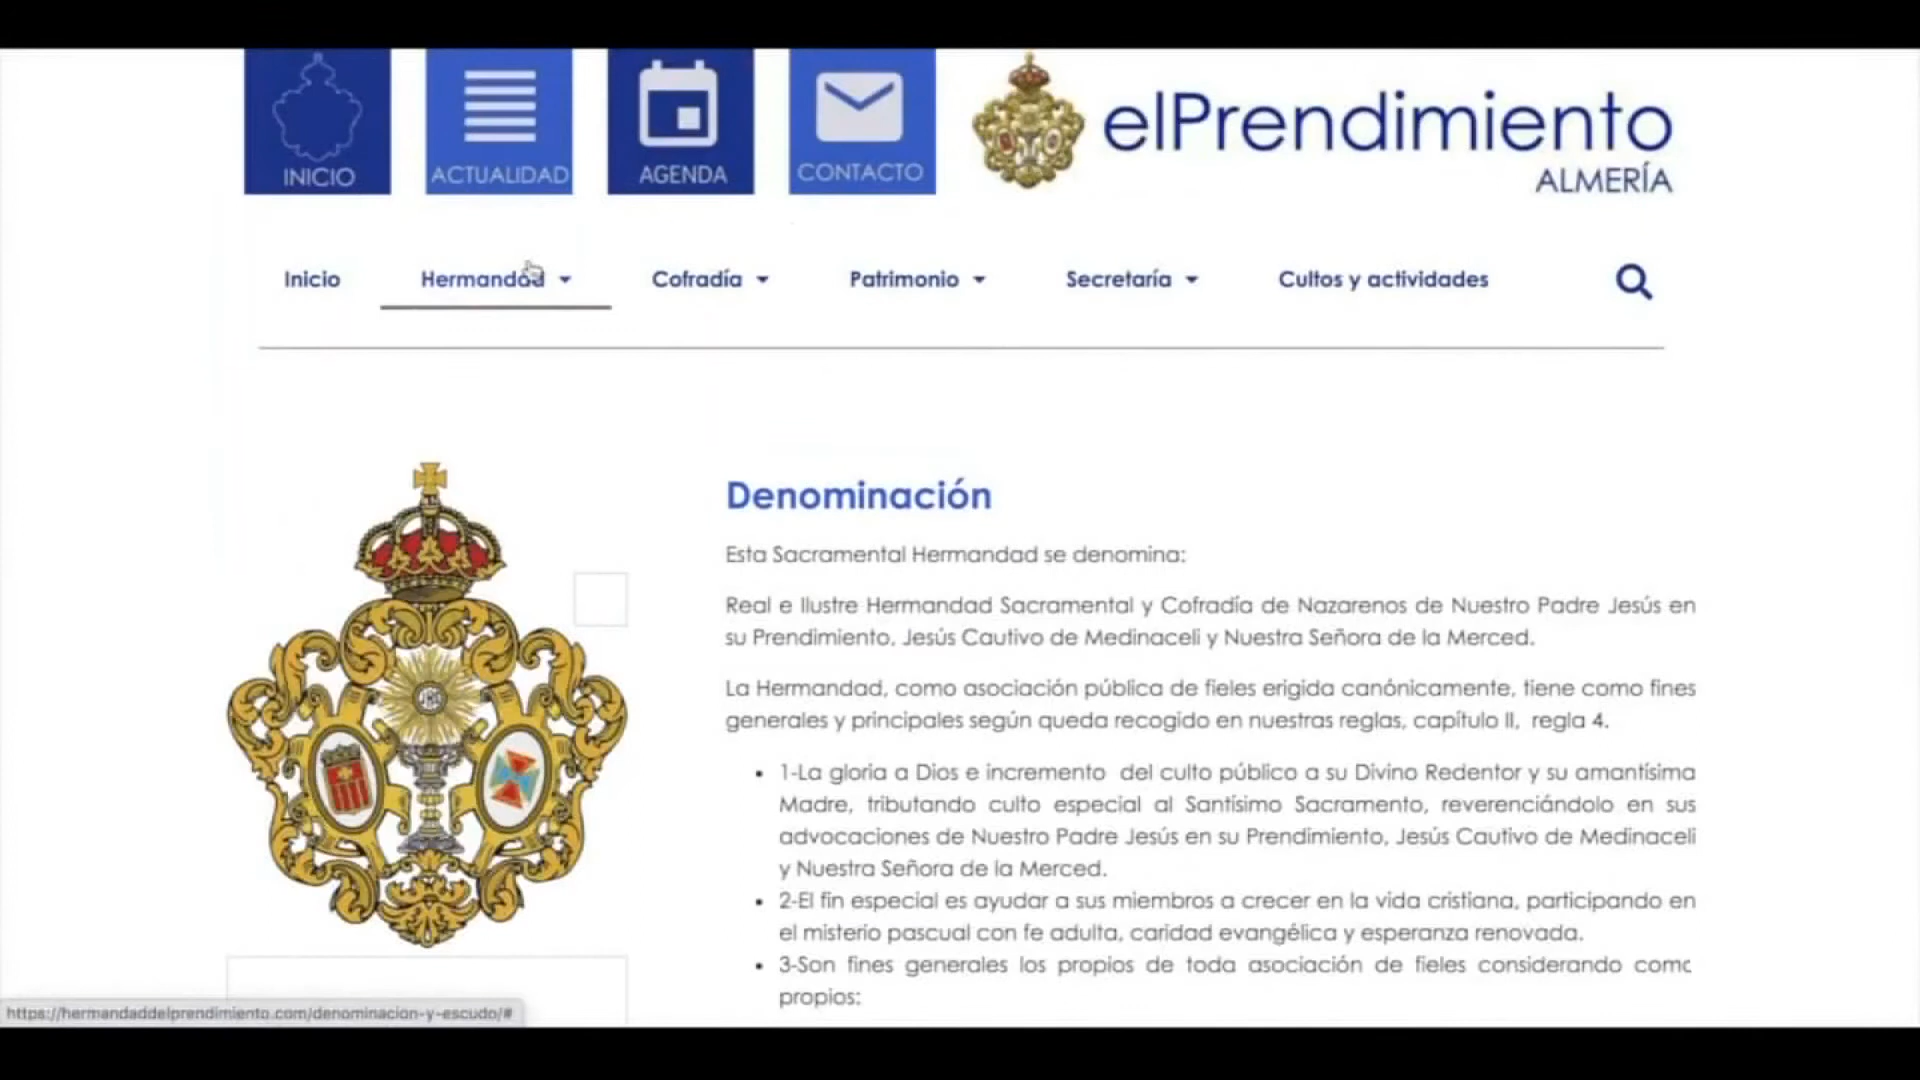 INICIO
ACTUALIDAD
AGENDA
CONTACTO
elPrendimiento
ALMERÍA
Inicio
Hermandad
Cofradía
Patrimonio
Secretaría
Cultos y actividades
Denominación
Esta Sacramental Hermandad se denomina:
Real e Ilustre Hermandad Sacramental y Cofradía de Nazarenos de Nuestro Padre Jesús en
su Prendimiento, Jesús Cautivo de Medinaceli y Nuestra Señora de la Merced.
La Hermandad, como asociación pública de fieles erigida canónicamente, tiene como fines
generales y principales según queda recogido en nuestras reglas, capítulo II, regla 4.
• 1-La gloria a Dios e incremento del culto público a su Divino Redentor y su amantísima
Madre, tributando culto especial al Santísimo Sacramento, reverenciándolo en sus
advocaciones de Nuestro Padre Jesús en su Prendimiento, Jesús Cautivo de Medinaceli
y Nuestra Señora de la Merced.
• 2-El fin especial es ayudar a sus miembros a crecer en la vida cristiana, participando en
el misterio pascual con fe adulta, caridad evangélica y esperanza renovada.
• 3-Son fines generales los propios de toda asociación de fieles considerando como
propios:
https://hermandaddelprendimiento.com/denominacion-y-escudo/#